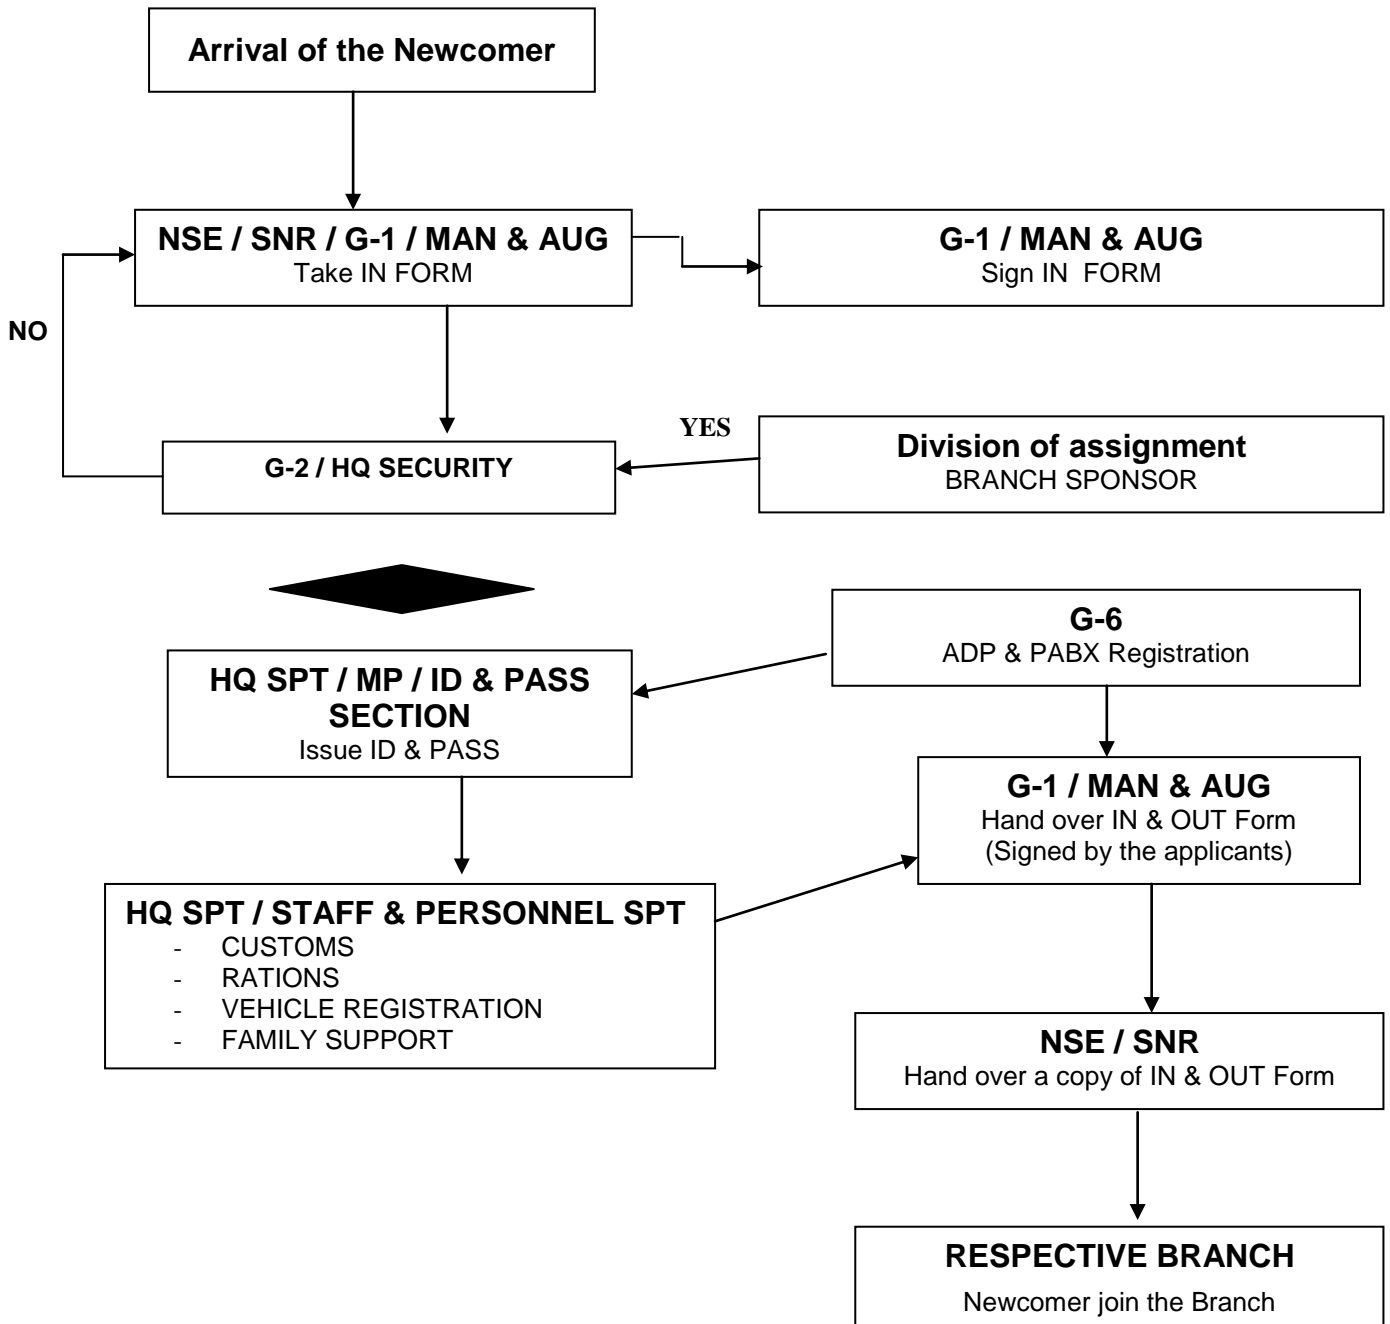 Arrival of the Newcomer
NSE / SNR / G-1 / MAN & AUG
Take IN FORM
G-1 / MAN & AUG
Sign IN  FORM
NO
YES
G-2 / HQ SECURITY
Division of assignment
BRANCH SPONSOR
G-6
ADP & PABX Registration
HQ SPT / MP / ID & PASS
SECTION
Issue ID & PASS
G-1 / MAN & AUG
Hand over IN & OUT Form
(Signed by the applicants)
HQ SPT / STAFF & PERSONNEL SPT
- CUSTOMS
- RATIONS
- VEHICLE REGISTRATION
- FAMILY SUPPORT
NSE / SNR
Hand over a copy of IN & OUT Form
RESPECTIVE BRANCH
Newcomer join the Branch